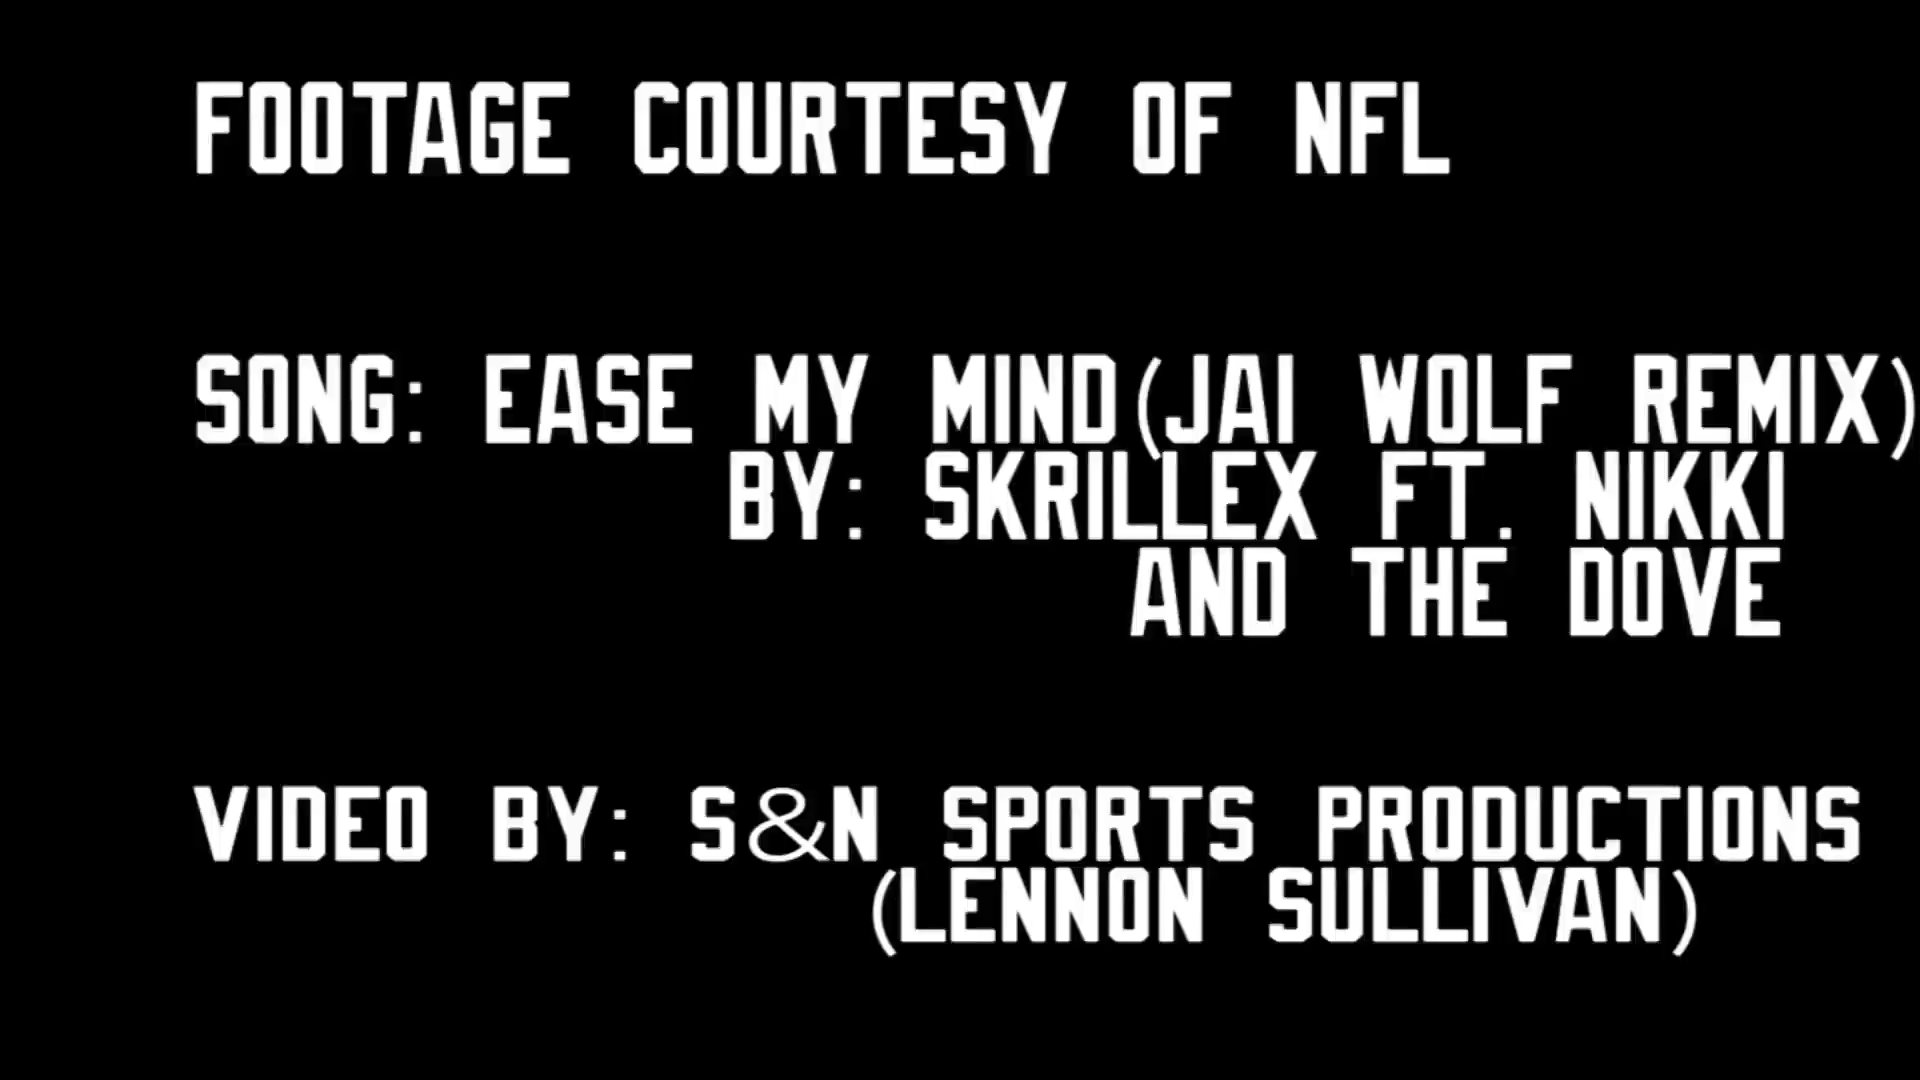 FOOTAGE COURTESY OF NFL
SONG: EASE MY MIND(JAI WOLF REMIX)
BY: SKRILLEX FT. NIKKI
AND THE DOVE
VIDEO BY: S&N SPORTS PRODUCTIONS
(LENNON SULLIVAN)